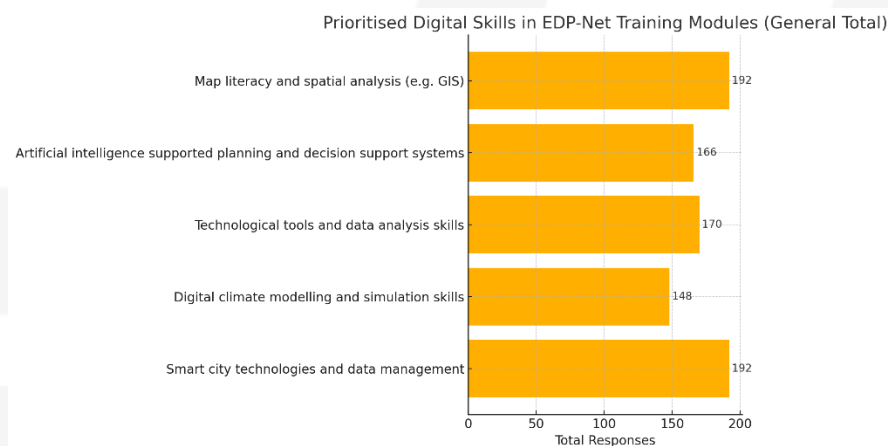 Prioritised Digital Skills in EDP-Net Training Modules (General Total)
Map literacy and spatial analysis (e.g. GIS) 192
Artificial intelligence supported planning and decision support systems 166
Technological tools and data analysis skills 170
Digital climate modelling and simulation skills 148
Smart city technologies and data management 192
0 50 100 150 200
Total Responses